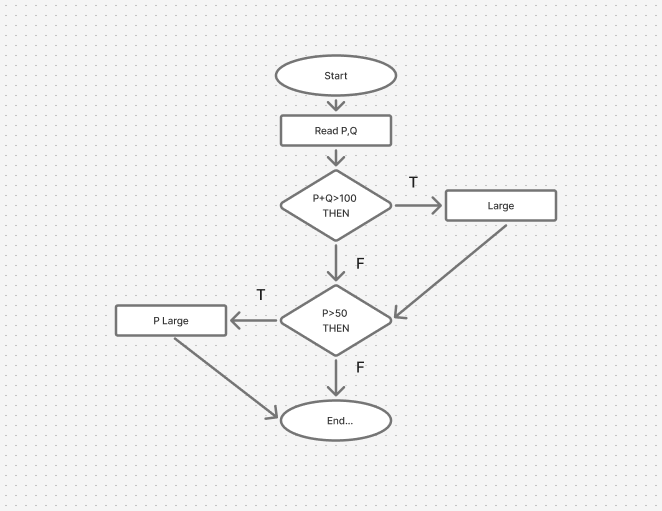 Start
Read P,Q
P+Q>100
THEN
T
Large
F
P>50
THEN
T
P Large
F
End...